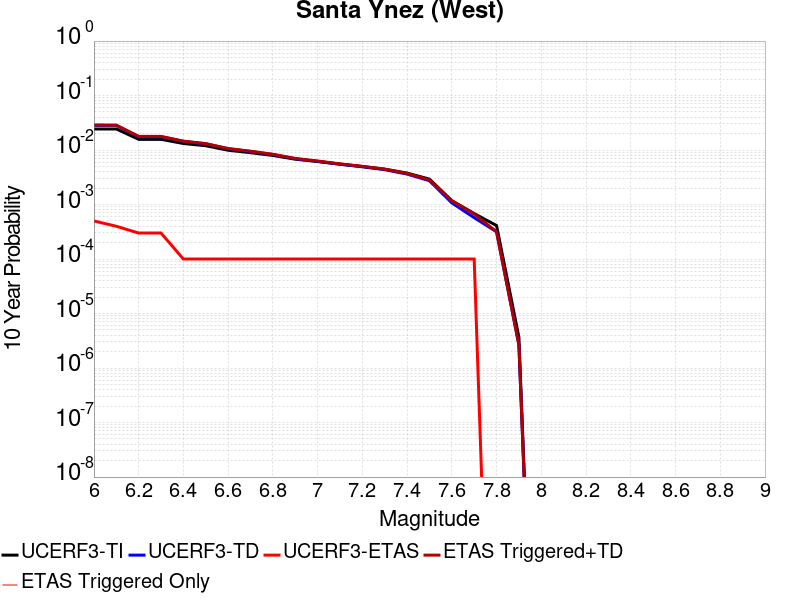 Santa Ynez (West)
10^0
10^-1
10^-2
10^-3
10^-4
10^-5
10^-6
10^-7
10^-8
10 Year Probability
6 6.2 6.4 6.6 6.8 7 7.2 7.4 7.6 7.8 8 8.2 8.4 8.6 8.8 9
Magnitude
UCERF3-TI UCERF3-TD UCERF3-ETAS ETAS Triggered+TD
ETAS Triggered Only